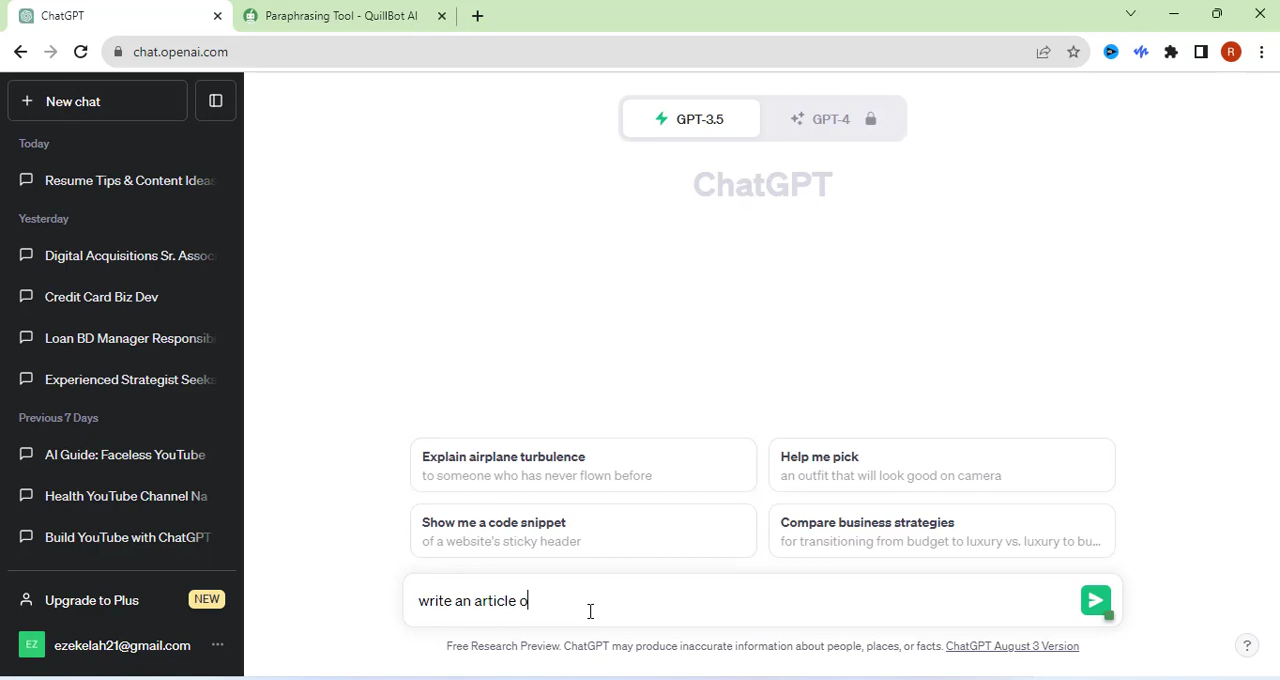 ChatGPT
Paraphrasing Tool - QuillBot AI
chat.openai.com
R
New chat
Today
Resume Tips & Content Ideas
Yesterday
Digital Acquisitions Sr. Assoc
Credit Card Biz Dev
Loan BD Manager Responsib
Experienced Strategist Seeks
Previous 7 Days
AI Guide: Faceless YouTube
Health YouTube Channel Na
Build YouTube with ChatGPT
Upgrade to Plus NEW
EZ ezekelah21@gmail.com
GPT-3.5 GPT-4
ChatGPT
Explain airplane turbulence
to someone who has never flown before
Help me pick
an outfit that will look good on camera
Show me a code snippet
of a website's sticky header
Compare business strategies
for transitioning from budget to luxury vs. luxury to bu...
write an article o
Free Research Preview. ChatGPT may produce inaccurate information about people, places, or facts. ChatGPT August 3 Version
?